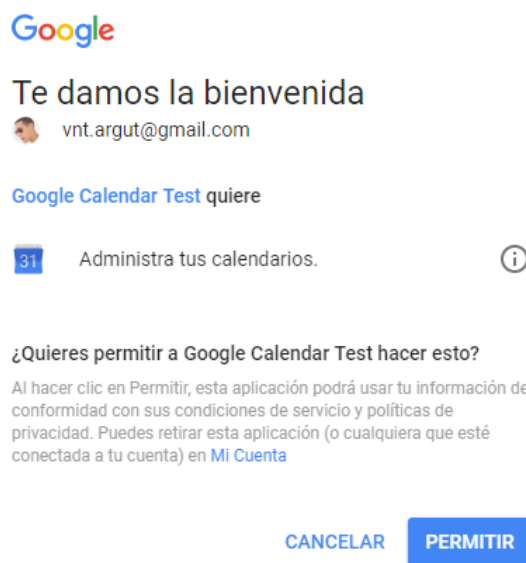 Google
Te damos la bienvenida
vnt.argut@gmail.com
Google Calendar Test quiere
31
Administra tus calendarios.
¿Quieres permitir a Google Calendar Test hacer esto?
Al hacer clic en Permitir, esta aplicación podrá usar tu información de
conformidad con sus condiciones de servicio y políticas de
privacidad. Puedes retirar esta aplicación (o cualquiera que esté
conectada a tu cuenta) en Mi Cuenta
CANCELAR PERMITIR